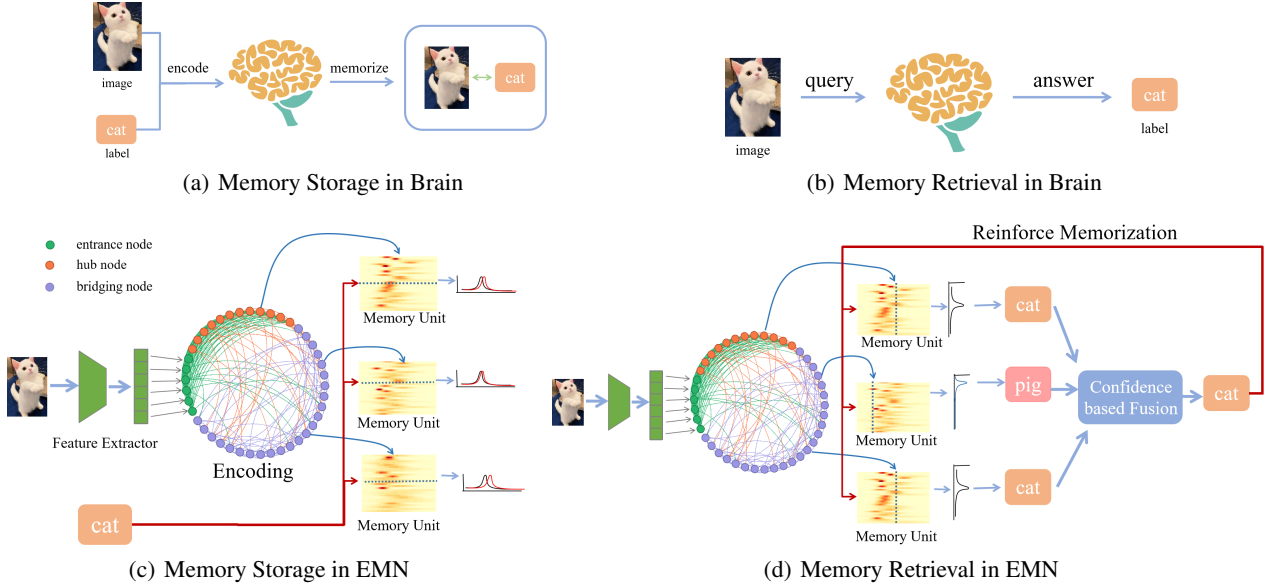 image
encode
memorize
cat
cat
label
(a) Memory Storage in Brain
query
answer
cat
label
image
(b) Memory Retrieval in Brain
entrance node
hub node
bridging node
Memory Unit
Memory Unit
Memory Unit
Feature Extractor
Encoding
cat
(c) Memory Storage in EMN
Reinforce Memorization
Memory Unit
cat
Memory Unit
pig
Confidence
based Fusion
cat
Memory Unit
cat
(d) Memory Retrieval in EMN